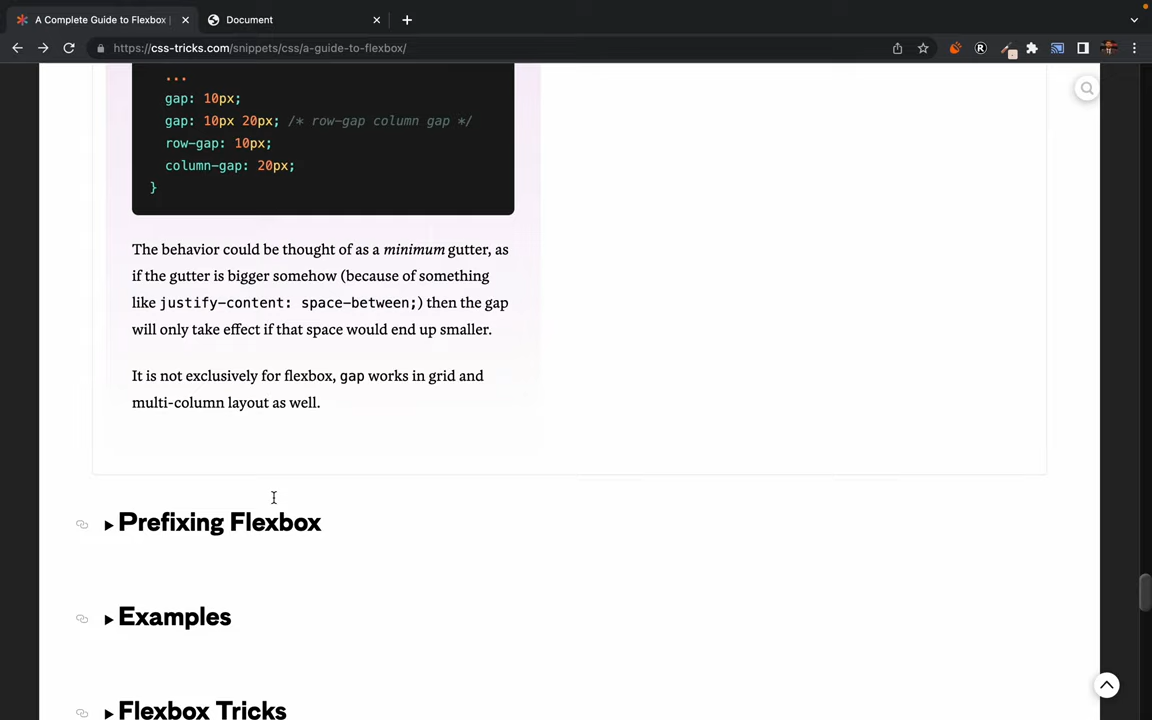 A Complete Guide to Flexbox |
Document
https://css-tricks.com/snippets/css/a-guide-to-flexbox/
...
gap: 10px;
gap: 10px 20px; /* row-gap column gap */
row-gap: 10px;
column-gap: 20px;
}
The behavior could be thought of as a minimum gutter, as
if the gutter is bigger somehow (because of something
like justify-content: space-between;) then the gap
will only take effect if that space would end up smaller.
It is not exclusively for flexbox, gap works in grid and
multi-column layout as well.
Prefixing Flexbox
Examples
Flexbox Tricks